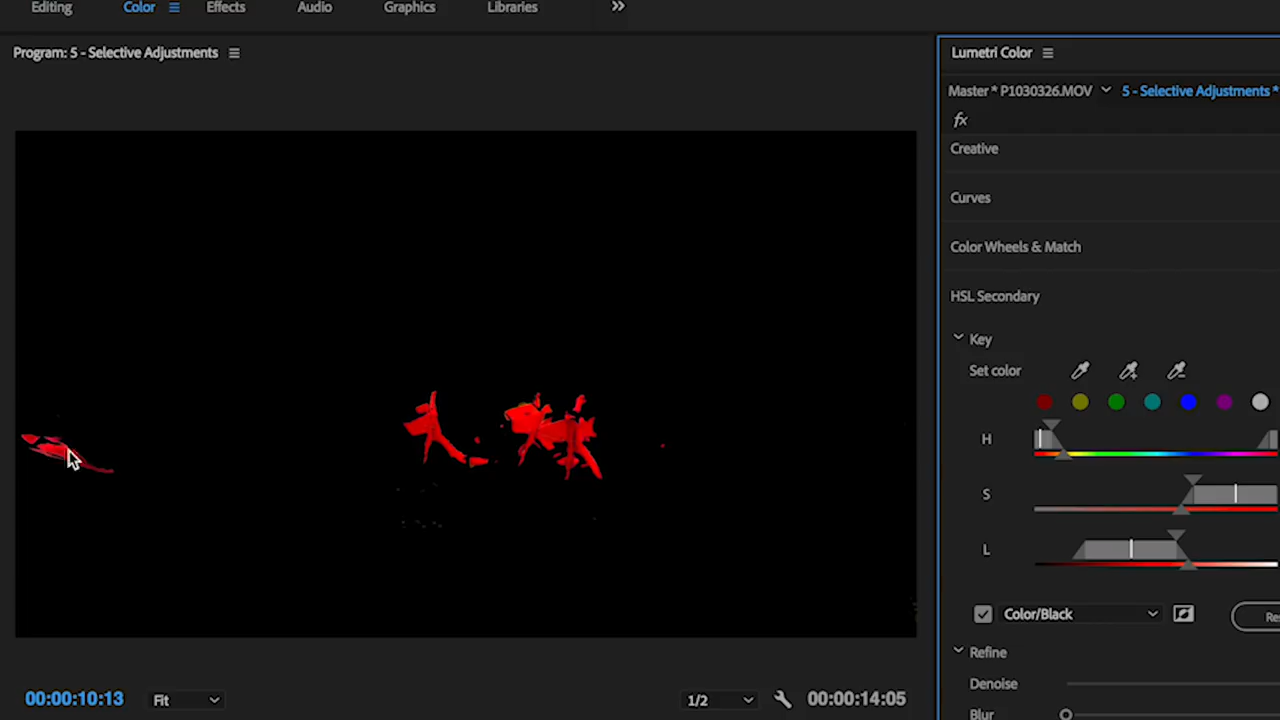 Editing Color Effects Audio Graphics Libraries
Program: 5 - Selective Adjustments
Lumetri Color
Master * P1030326.MOV 5 - Selective Adjustments *
fx
Creative
Curves
Color Wheels & Match
HSL Secondary
Key
Set color
H
S
L
Color/Black Re
Refine
Denoise
Blur
00:00:10:13 Fit 1/2 00:00:14:05